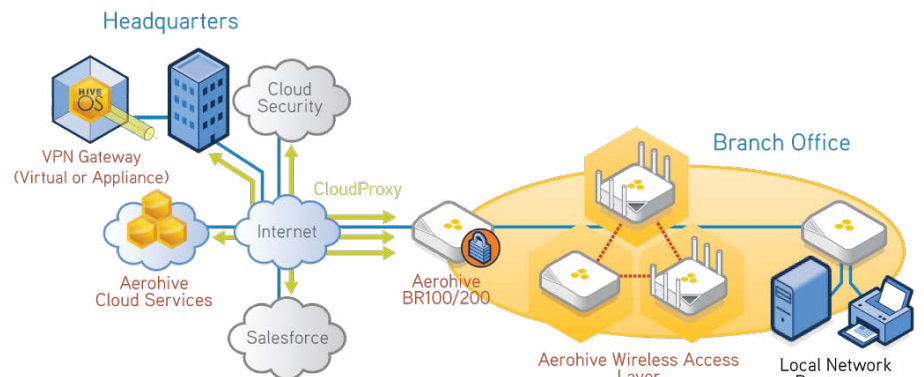 Headquarters
HIVE
OS
Cloud
Security
VPN Gateway
(Virtual or Appliance)
CloudProxy
Branch Office
Internet
Aerohive
Cloud Services
Aerohive
BR100/200
Salesforce
Aerohive Wireless Access
Layer
Local Network